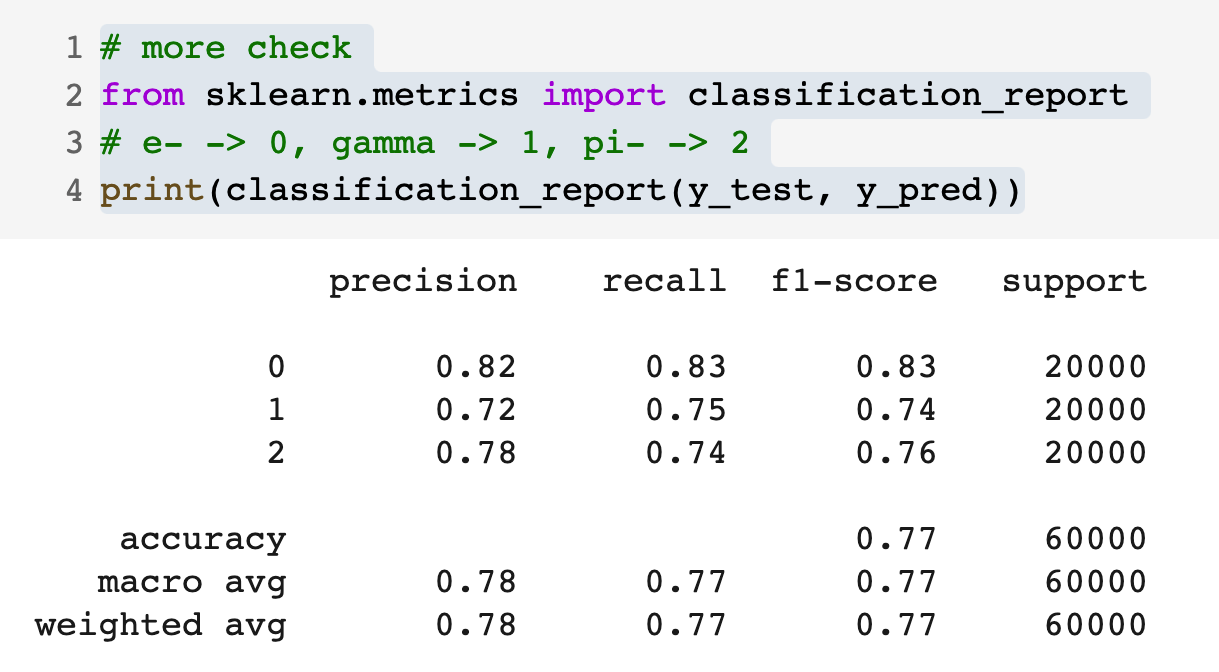 1 # more check
2 from sklearn.metrics import classification_report
3 # e- -> 0, gamma -> 1, pi- -> 2
4 print(classification_report(y_test, y_pred))
precision recall f1-score support
0 0.82 0.83 0.83 20000
1 0.72 0.75 0.74 20000
2 0.78 0.74 0.76 20000
accuracy 0.77 60000
macro avg 0.78 0.77 0.77 60000
weighted avg 0.78 0.77 0.77 60000